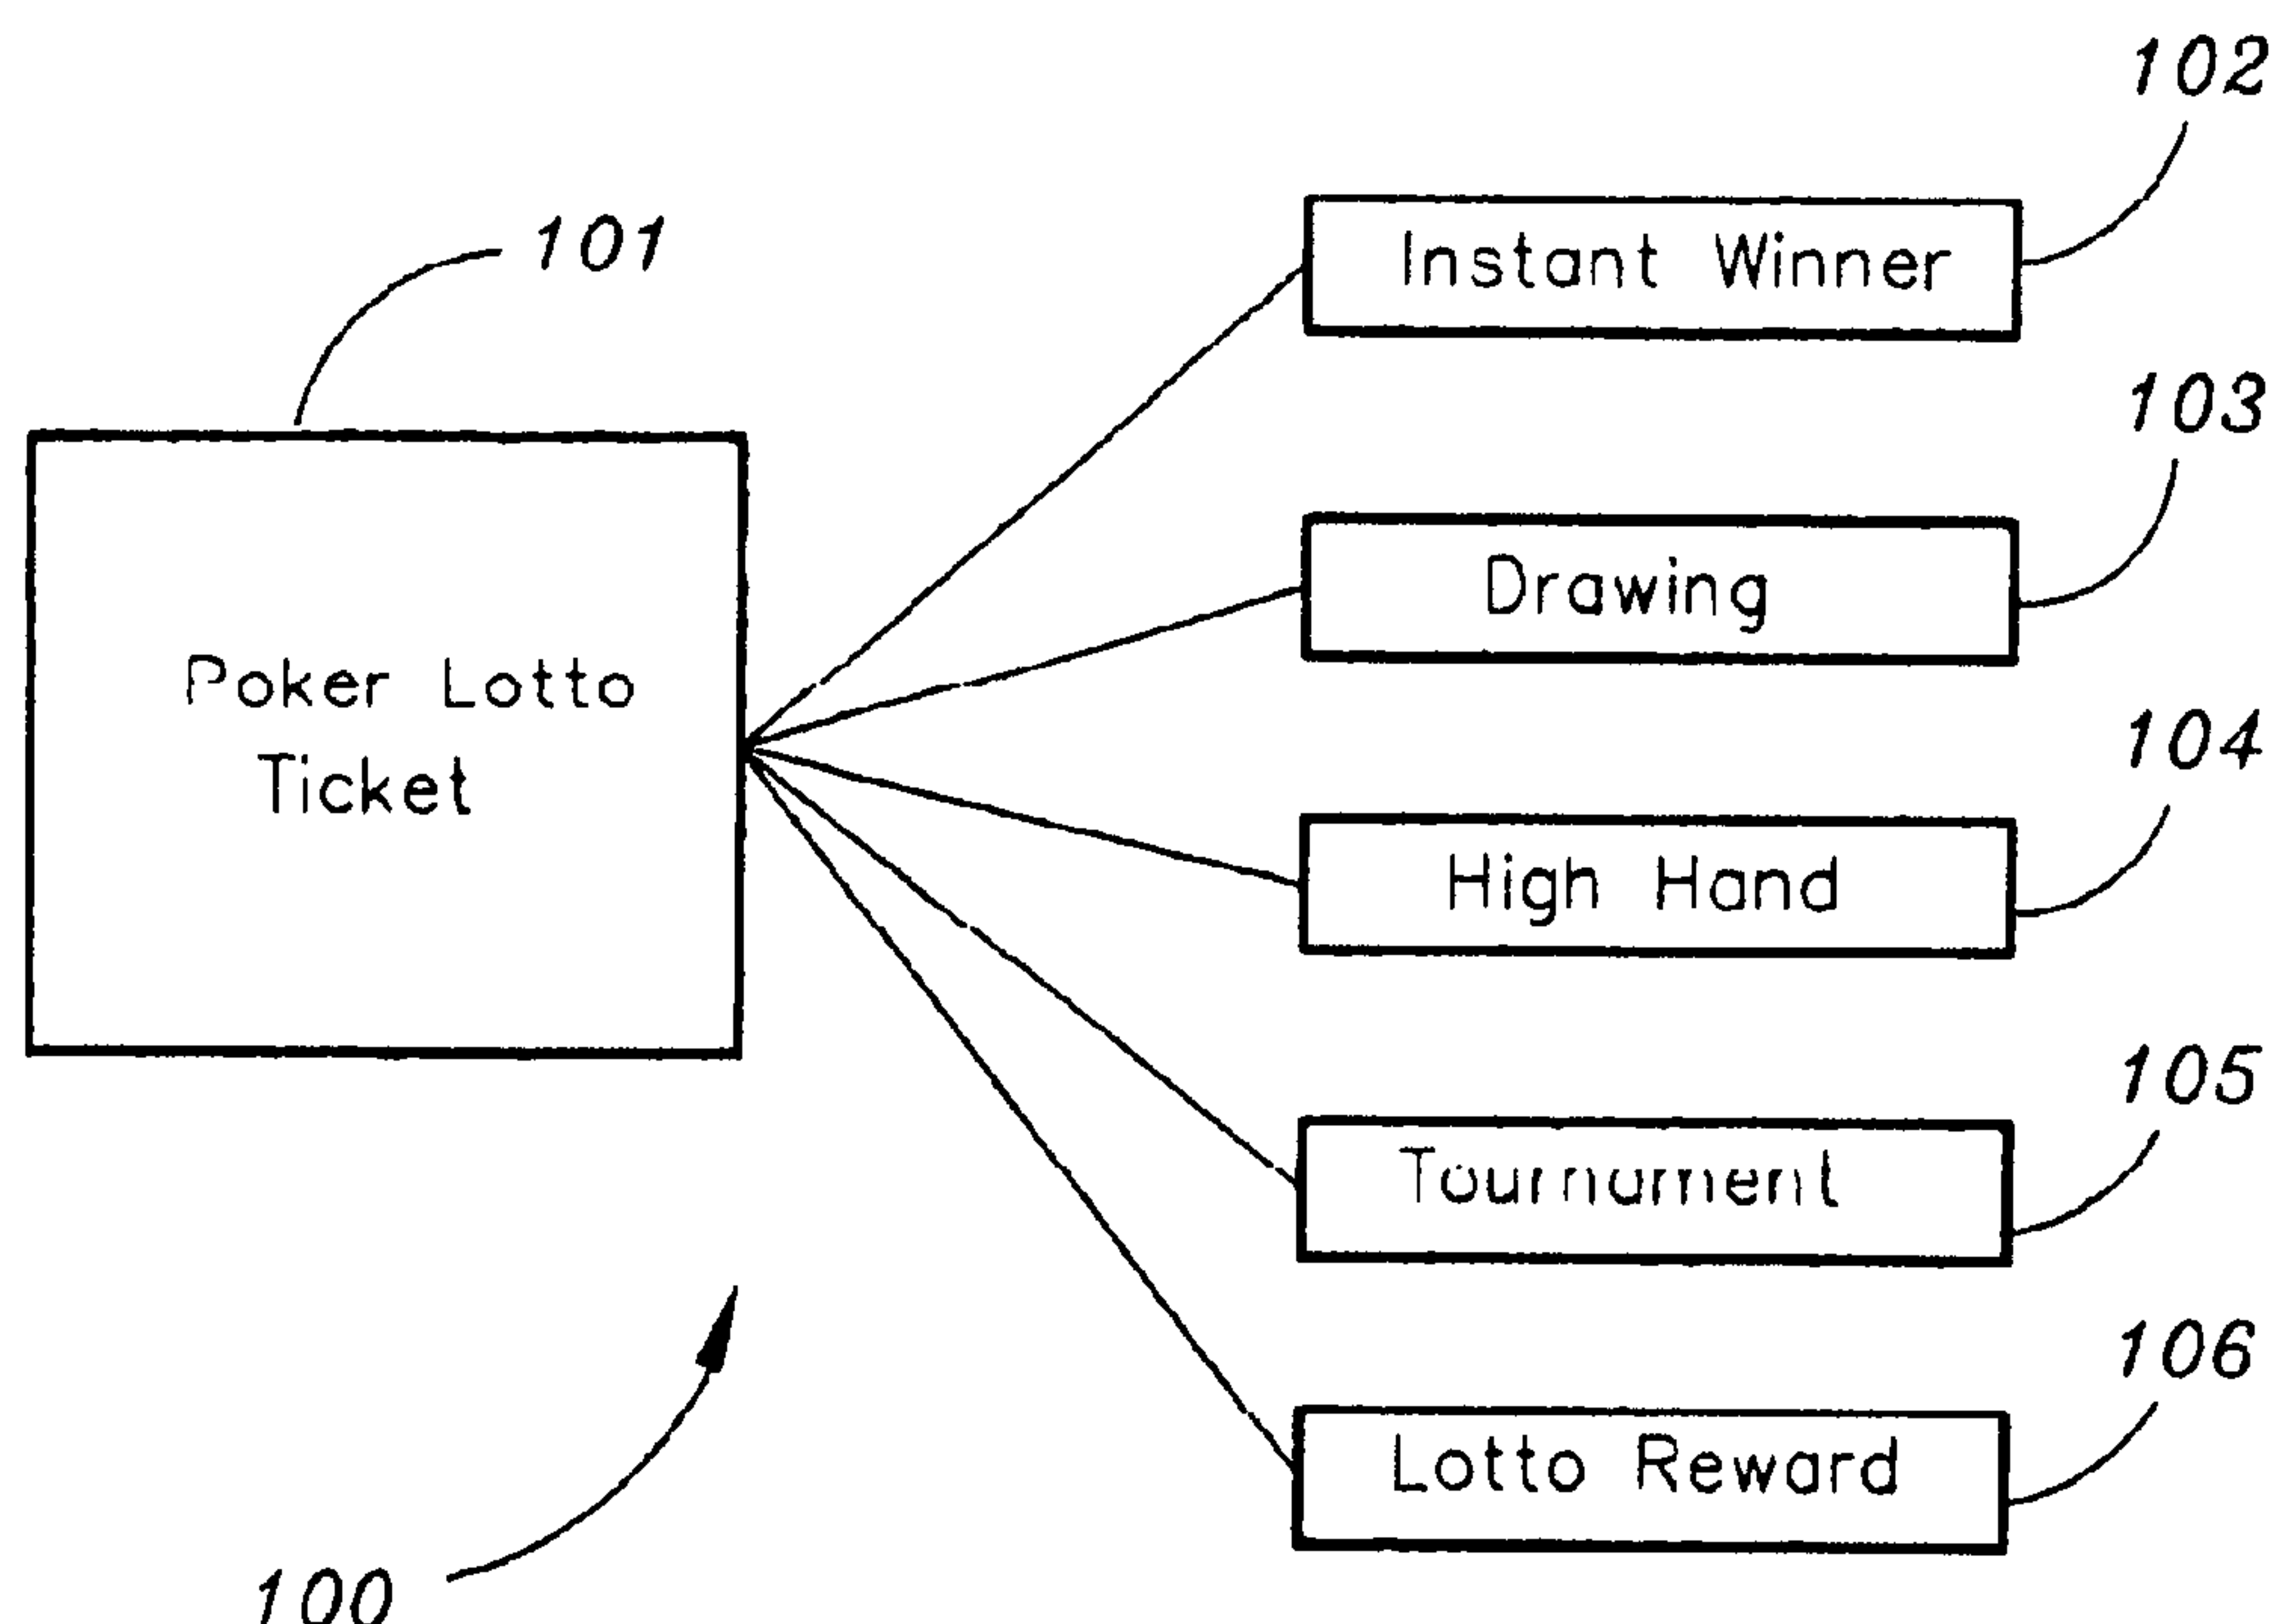 102
101
Instant Winner
103
Drawing
Poker Lotto
Ticket
104
High Hand
105
Tournament
106
Lotto Reward
100